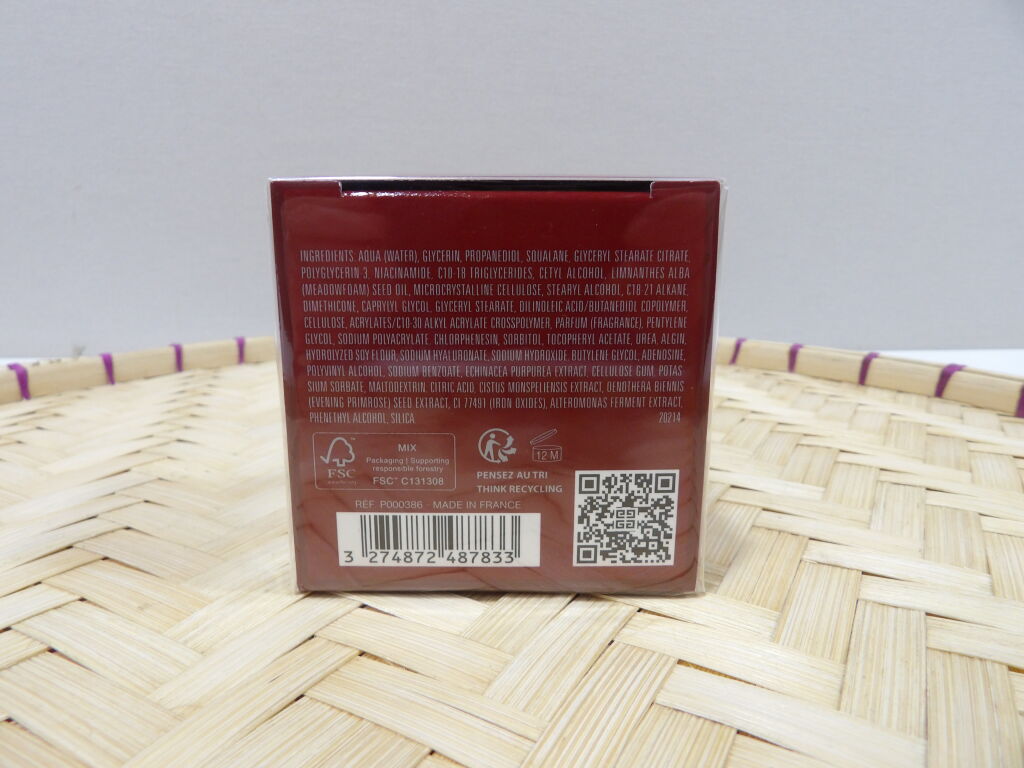 INGREDIENTS. AQUA (WATER), GLYCERIN, PROPANEDIOL, SQUALANE, GLYCERYL STEARATE CITRATE,
POLYGLYCERIN 3, NIACINAMIDE, C10-18 TRIGLYCERIDES, CETYL ALCOHOL, LIMNANTHES ALBA
(MEADOWFOAM) SEED OIL, MICROCRYSTALLINE CELLULOSE, STEARYL ALCOHOL, C18-21 ALKANE,
DIMETHICONE, CAPRYLYL GLYCOL, GLYCERYL STEARATE, DILINOLEIC ACID/BUTANEDIOL COPOLYMER,
CELLULOSE, ACRYLATES/C10-30 ALKYL ACRYLATE CROSSPOLYMER, PARFUM (FRAGRANCE), PENTYLENE
GLYCOL, SODIUM POLYACRYLATE, CHLORPHENESIN, SORBITOL, TOCOPHERYL ACETATE, UREA, ALGIN,
HYDROLYZED SOY FLOUR, SODIUM HYALURONATE, SODIUM HYDROXIDE, BUTYLENE GLYCOL, ADENOSINE,
POLYVINYL ALCOHOL, SODIUM BENZOATE, ECHINACEA PURPUREA EXTRACT, CELLULOSE GUM, POTAS-
SIUM SORBATE, MALTODEXTRIN, CITRIC ACID, CISTUS MONSPELIENSIS EXTRACT, OENOTHERA BIENNIS
(EVENING PRIMROSE) SEED EXTRACT, CI 77491 (IRON OXIDES), ALTEROMONAS FERMENT EXTRACT,
PHENETHYL ALCOHOL, SILICA. 20214
FSC
MIX
Packaging | Supporting
responsible forestry
FSC™ C131308
12 M
PENSEZ AU TRI
THINK RECYCLING
REF. P000386 MADE IN FRANCE
3 274872 487833